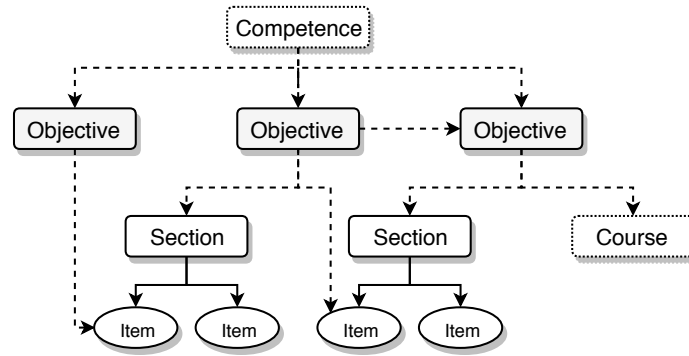 Competence
Objective
Objective
Objective
Section
Section
Course
Item
Item
Item
Item